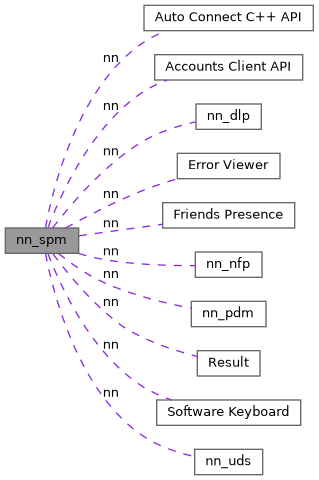 Auto Connect C++ API
nn
Accounts Client API
nn
nn_dlp
nn
Error Viewer
nn
Friends Presence
nn
nn_spm
nn
nn_nfp
nn
nn_pdm
nn
Result
nn
Software Keyboard
nn
nn_uds